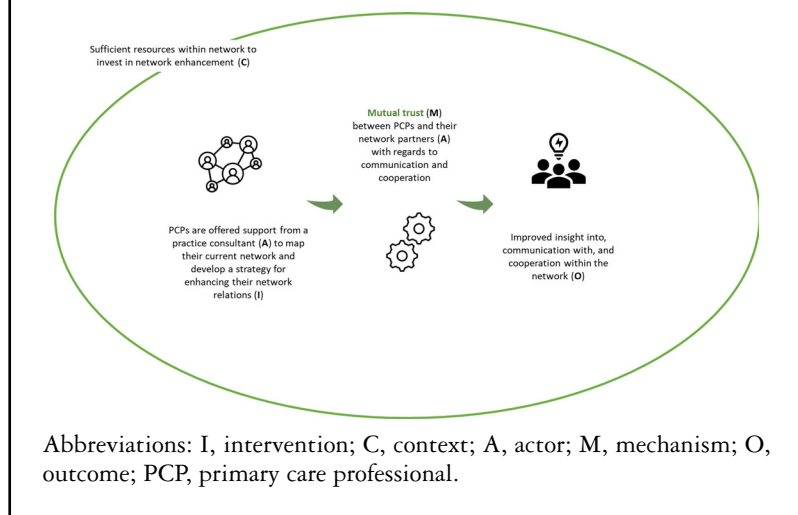 Sufficient resources within network to
invest in network enhancement (C)
Mutual trust (M)
between PCPs and their
network partners (A)
with regards to
communication and
cooperation
PCPs are offered support from a
practice consultant (A) to map
their current network and
develop a strategy for
enhancing their network
relations (I)
Improved insight into,
communication with, and
cooperation within the
network (O)
Abbreviations: I, intervention; C, context; A, actor; M, mechanism; O,
outcome; PCP, primary care professional.